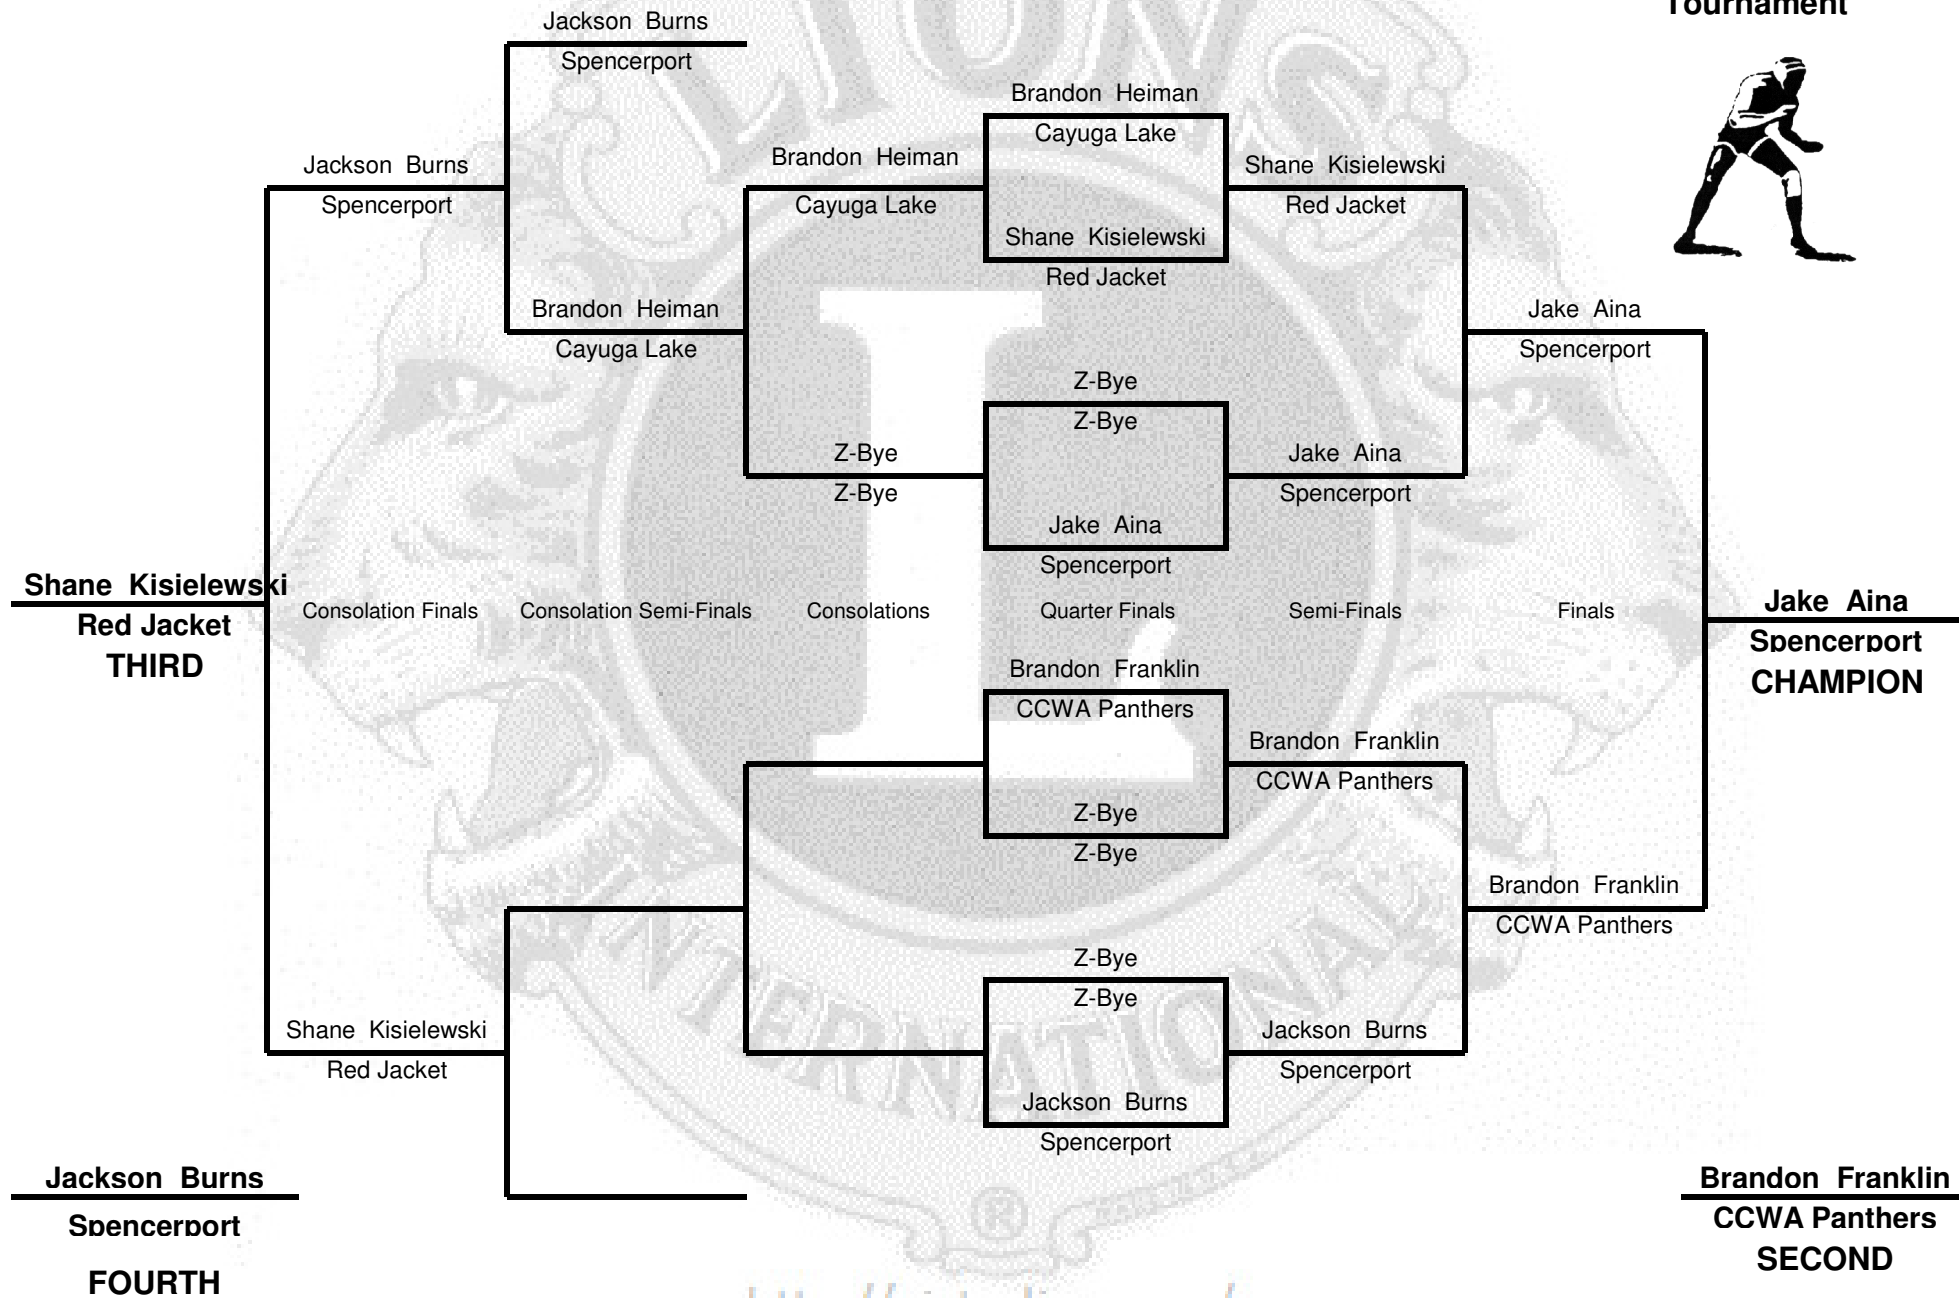 Tournament
Jackson Burns
Spencerport
Brandon Heiman
Cayuga Lake
Jackson Burns
Spencerport
Brandon Heiman
Cayuga Lake
Shane Kisielewski
Red Jacket
Shane Kisielewski
Red Jacket
Brandon Heiman
Cayuga Lake
Jake Aina
Spencerport
Z-Bye
Z-Bye
Z-Bye
Z-Bye
Jake Aina
Spencerport
Jake Aina
Spencerport
Shane Kisielewski
Red Jacket
THIRD
Consolation Finals
Consolation Semi-Finals
Consolations
Quarter Finals
Semi-Finals
Finals
Jake Aina
Spencerport
CHAMPION
Brandon Franklin
CCWA Panthers
Brandon Franklin
CCWA Panthers
Z-Bye
Z-Bye
Brandon Franklin
CCWA Panthers
Z-Bye
Z-Bye
Shane Kisielewski
Red Jacket
Jackson Burns
Spencerport
Jackson Burns
Spencerport
Jackson Burns
Spencerport
FOURTH
Brandon Franklin
CCWA Panthers
SECOND
LIONS
INTERNATIONAL
L
®